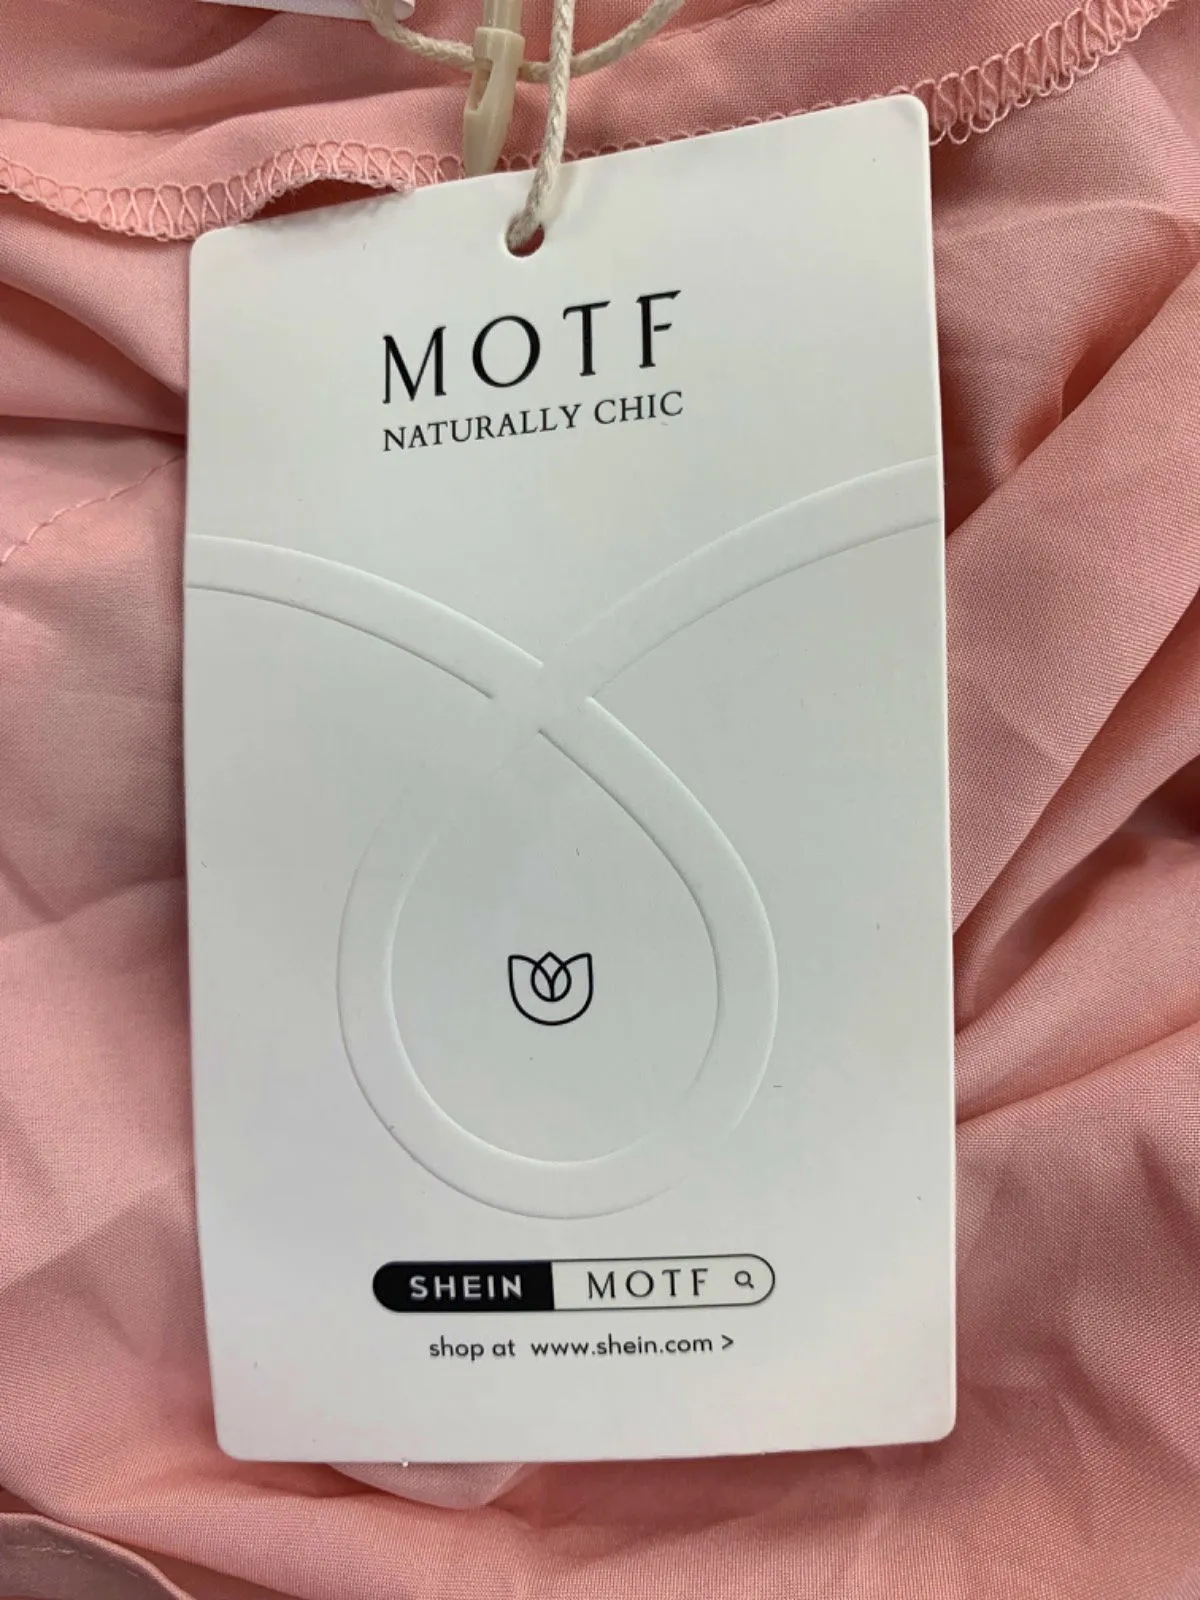 MOTF
NATURALLY CHIC
SHEIN MOTF
shop at www.shein.com >